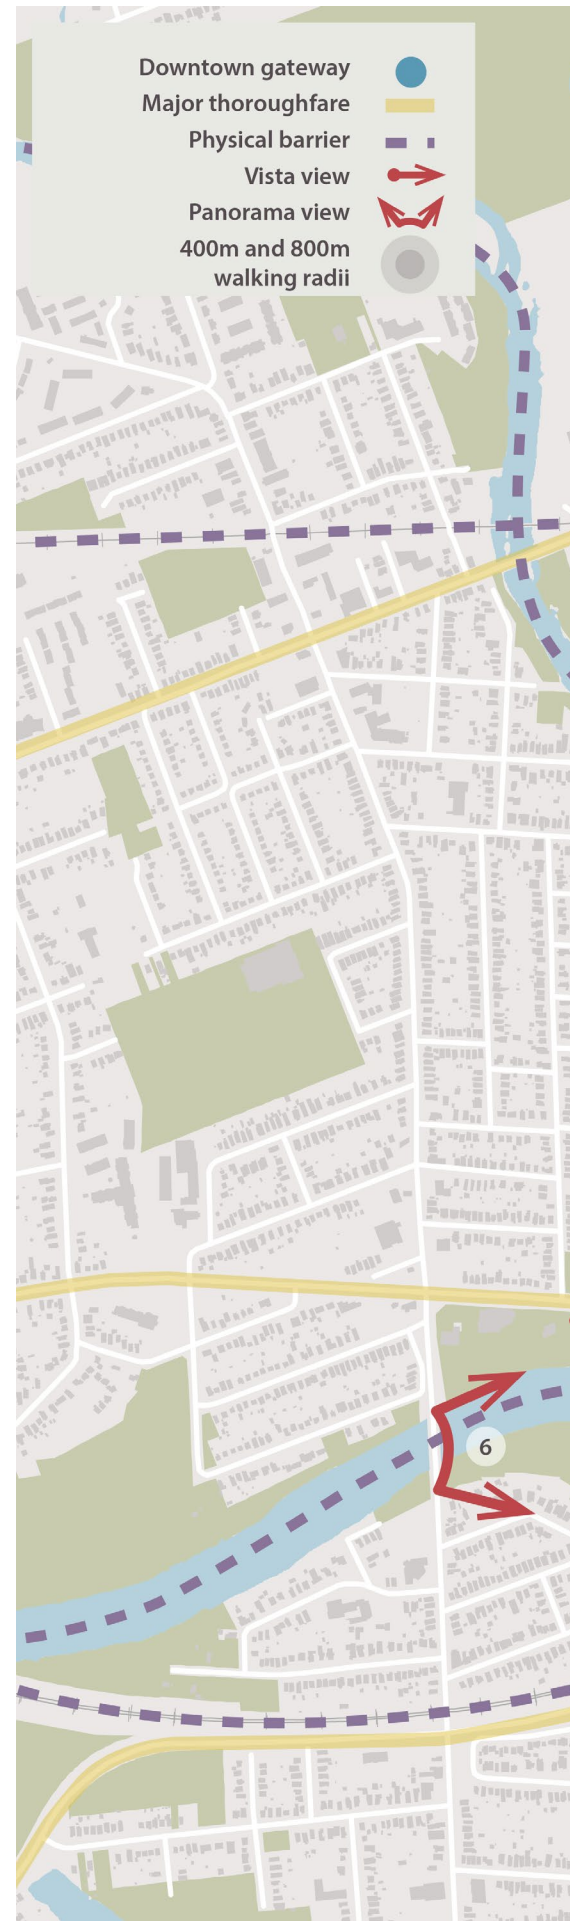 Downtown gateway
Major thoroughfare
Physical barrier
Vista view
Panorama view
400m and 800m
walking radii
6